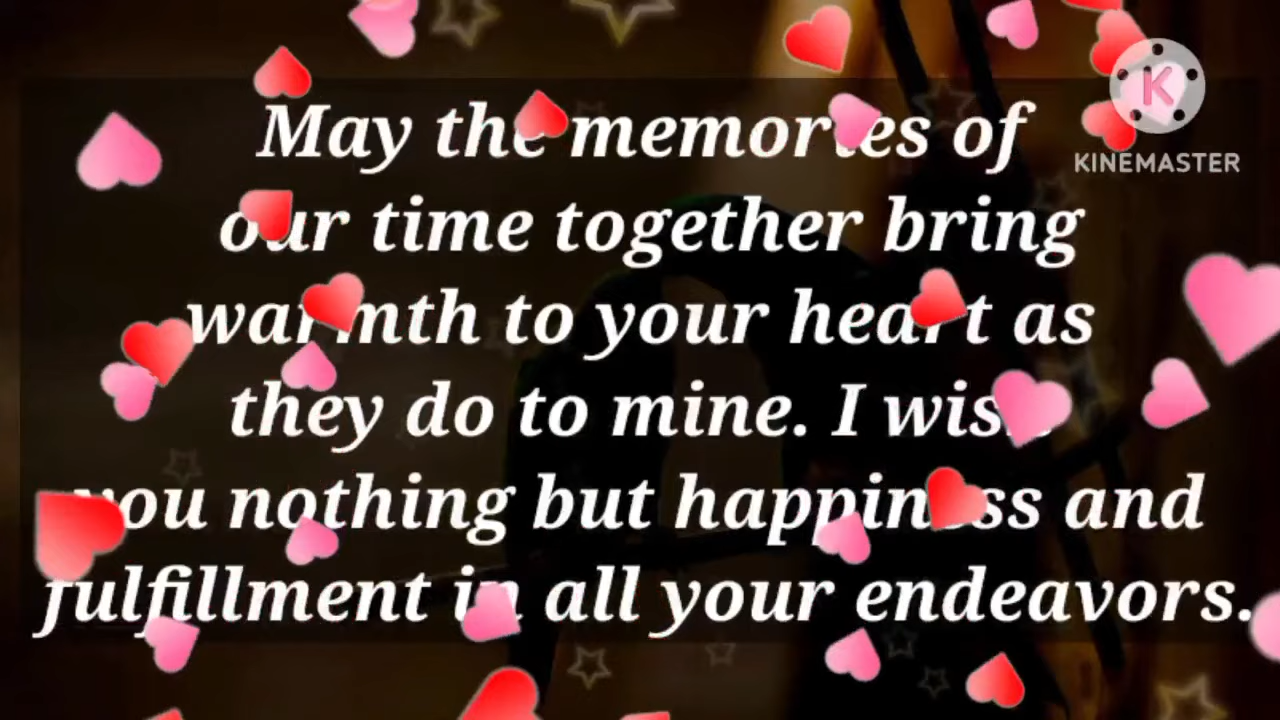 May the memories of
KINEMASTER
our time together bring
warmth to your heart as
they do to mine. I wish
you nothing but happiness and
fulfillment in all your endeavors.